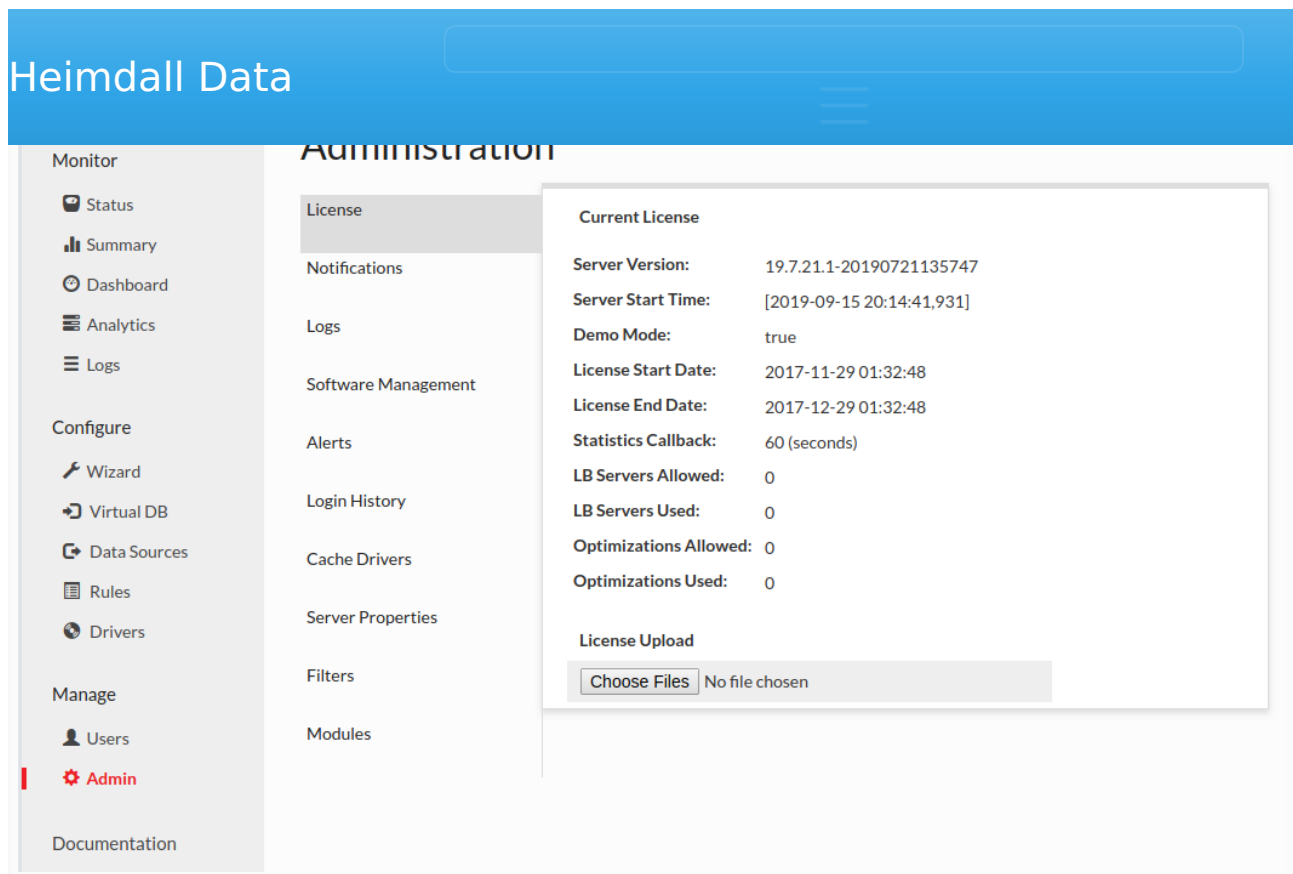 Heimdall Data
Administration
Monitor
Status
Summary
Dashboard
Analytics
Logs
Configure
Wizard
Virtual DB
Data Sources
Rules
Drivers
Manage
Users
Admin
Documentation
License
Notifications
Logs
Software Management
Alerts
Login History
Cache Drivers
Server Properties
Filters
Modules
Current License
Server Version: 19.7.21.1-20190721135747
Server Start Time: [2019-09-15 20:14:41,931]
Demo Mode: true
License Start Date: 2017-11-29 01:32:48
License End Date: 2017-12-29 01:32:48
Statistics Callback: 60 (seconds)
LB Servers Allowed: 0
LB Servers Used: 0
Optimizations Allowed: 0
Optimizations Used: 0
License Upload
Choose Files No file chosen